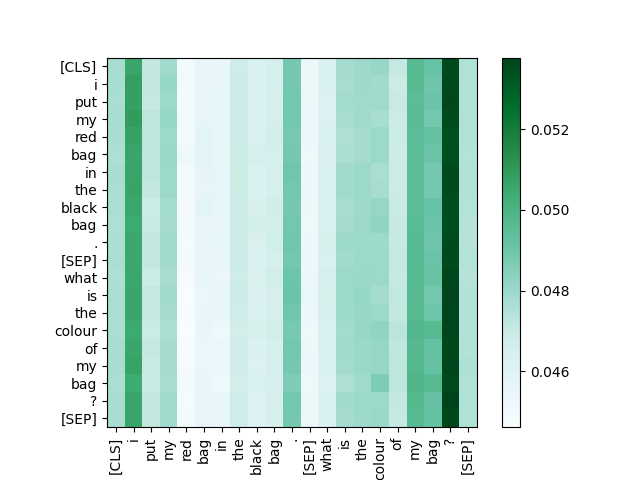 [CLS]
i
put
my
red
bag
in
the
black
bag
.
[SEP]
what
is
the
colour
of
my
bag
?
[SEP]
[CLS]
i
put
my
red
bag
in
the
black
bag
.
[SEP]
what
is
the
colour
of
my
bag
?
[SEP]
0.052
0.050
0.048
0.046